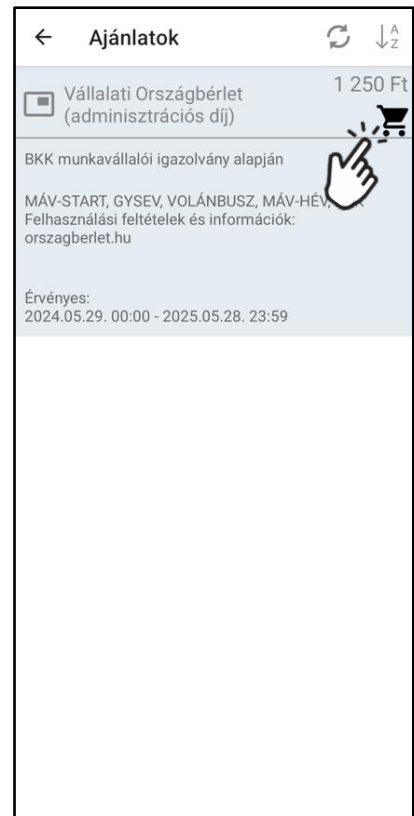 Ajánlatok
A
Z
Vállalati Országbérlet
(adminisztrációs díj)
1 250 Ft
BKK munkavállalói igazolvány alapján
MÁV-START, GYSEV, VOLÁNBUSZ, MÁV-HÉV,
Felhasználási feltételek és információk:
orszagberlet.hu
Érvényes:
2024.05.29. 00:00 - 2025.05.28. 23:59